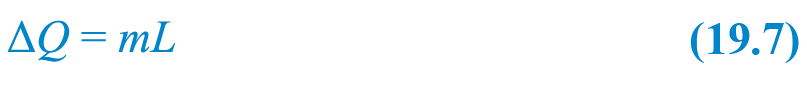 ΔQ = mL (19.7)